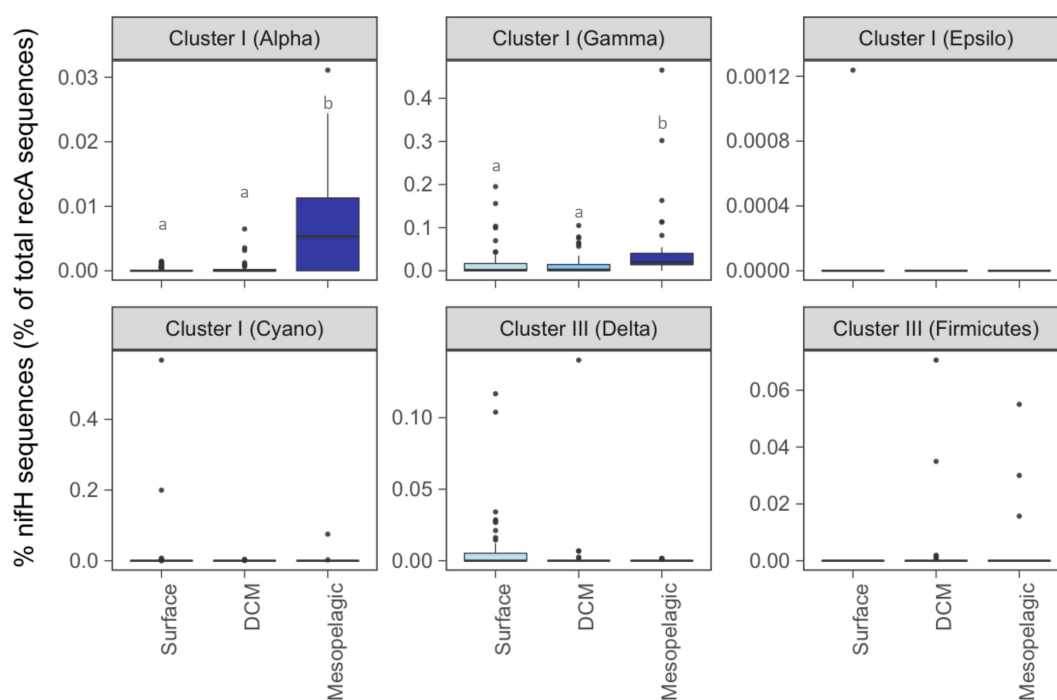 % nifH sequences (% of total recA sequences)
Cluster I (Alpha)
0.03
0.02
0.01
0.00
a
a
b
Cluster I (Gamma)
0.4
0.3
0.2
0.1
0.0
a
a
b
Cluster I (Epsilo)
0.0012
0.0008
0.0004
0.0000
Cluster I (Cyano)
0.4
0.2
0.0
Surface
DCM
Mesopelagic
Cluster III (Delta)
0.10
0.05
0.00
Surface
DCM
Mesopelagic
Cluster III (Firmicutes)
0.06
0.04
0.02
0.00
Surface
DCM
Mesopelagic